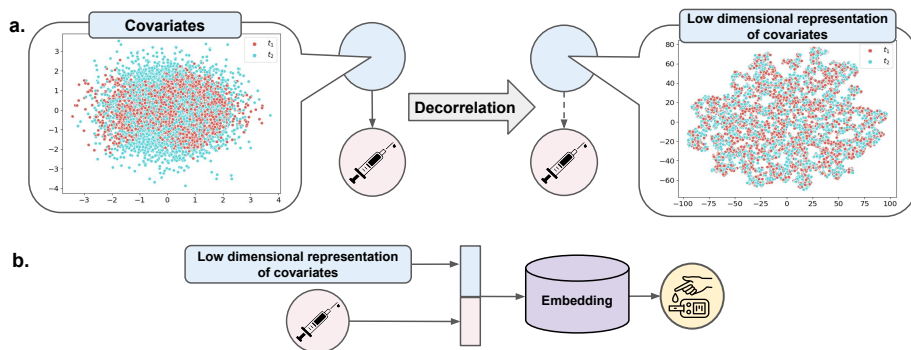 a.
Covariates
t₁
t₂
3
2
1
0
−1
−2
−3
−4
−3
−2
−1
0
1
2
3
4
Decorrelation
Low dimensional representation
of covariates
t₁
t₂
80
60
40
20
0
−20
−40
−60
−100
−75
−50
−25
0
25
50
75
100
b.
Low dimensional representation
of covariates
Embedding